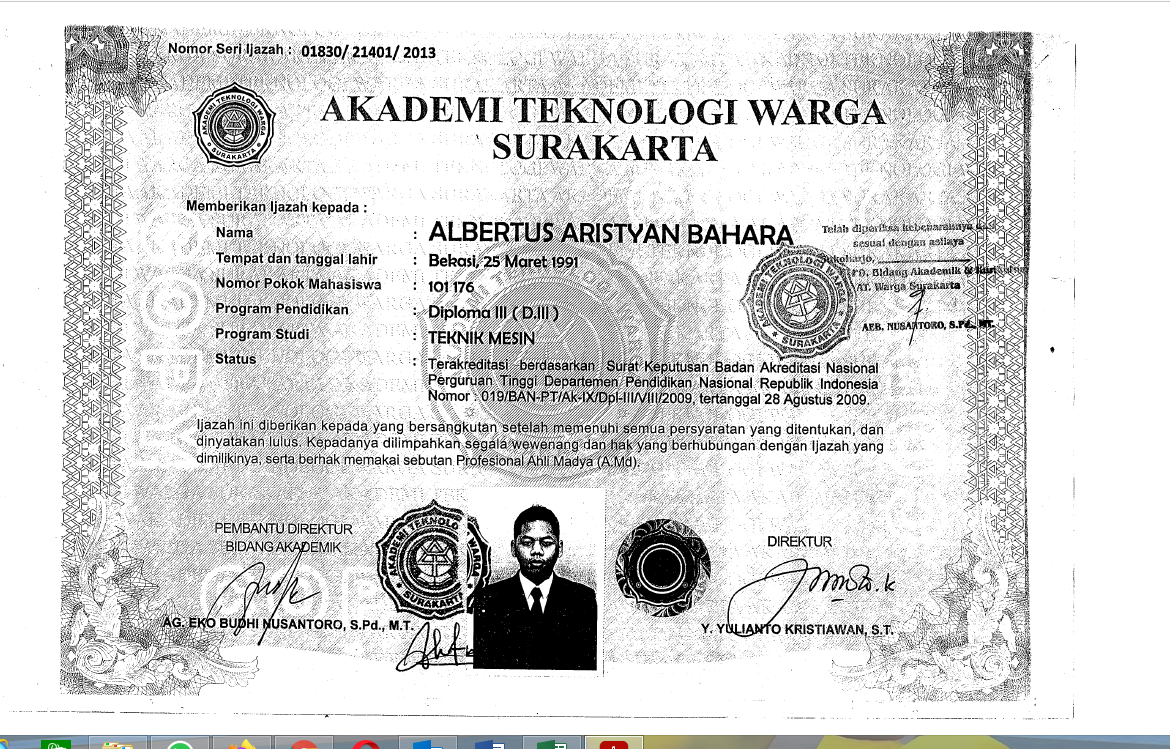 Nomor Seri Ijazah : 01830/ 21401/ 2013
AKADEMI TEKNOLOGI WARGA
SURAKARTA
AKADEMI TEKNOLOGI WARGA
SURAKARTA
Memberikan Ijazah kepada :
Nama : ALBERTUS ARISTYAN BAHARA
Tempat dan tanggal lahir : Bekasi, 25 Maret 1991
Nomor Pokok Mahasiswa : 101 176
Program Pendidikan : Diploma III ( D.III )
Program Studi : TEKNIK MESIN
Status : Terakreditasi berdasarkan Surat Keputusan Badan Akreditasi Nasional
Perguruan Tinggi Departemen Pendidikan Nasional Republik Indonesia
Nomor : 019/BAN-PT/Ak-IX/Dpl-III/VIII/2009, tertanggal 28 Agustus 2009.
Telah diperiksa kebenarannya
sesuai dengan aslinya
Sukoharjo,
PD. Bidang Akademik &
AT. Warga Surakarta
AEB. NUSANTORO, S.Pd., MT.
AKADEMI TEKNOLOGI WARGA
SURAKARTA
Ijazah ini diberikan kepada yang bersangkutan setelah memenuhi semua persyaratan yang ditentukan, dan
dinyatakan lulus. Kepadanya dilimpahkan segala wewenang dan hak yang berhubungan dengan Ijazah yang
dimilikinya, serta berhak memakai sebutan Profesional Ahli Madya (A.Md).
PEMBANTU DIREKTUR
BIDANG AKADEMIK
AG. EKO BUDHI NUSANTORO, S.Pd., M.T.
AKADEMI TEKNOLOGI WARGA
SURAKARTA
DIREKTUR
Y. YULIANTO KRISTIAWAN, S.T.